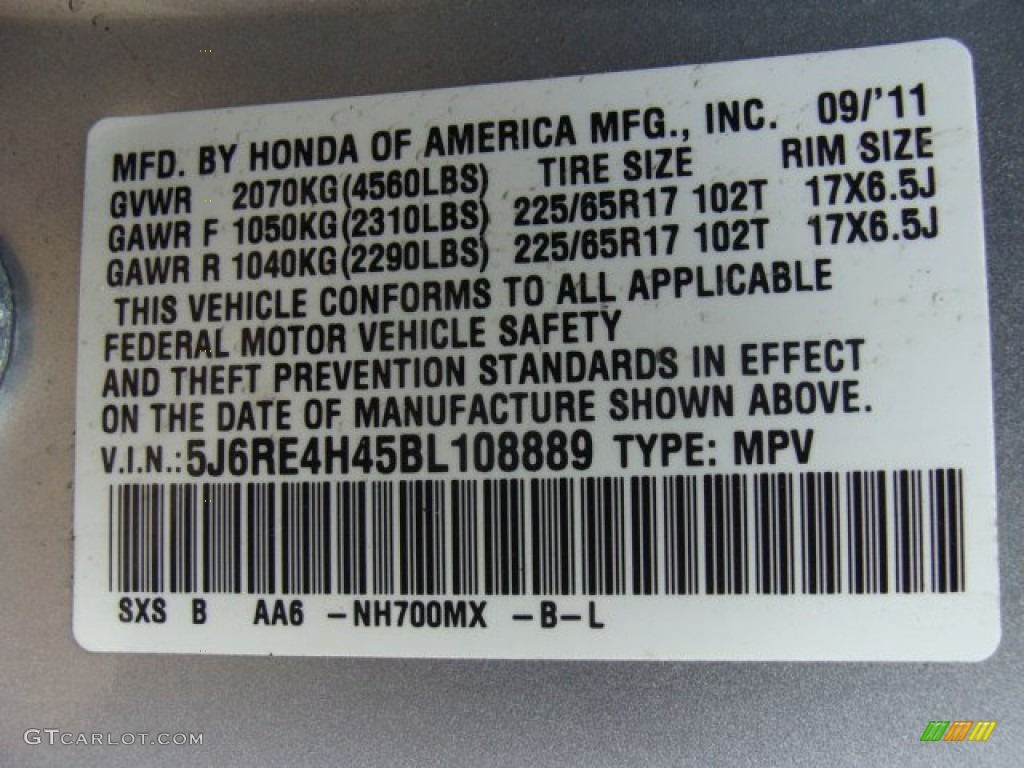 MFD. BY HONDA OF AMERICA MFG., INC. 09/'11
GVWR 2070KG(4560LBS) TIRE SIZE RIM SIZE
GAWR F 1050KG(2310LBS) 225/65R17 102T 17X6.5J
GAWR R 1040KG(2290LBS) 225/65R17 102T 17X6.5J
THIS VEHICLE CONFORMS TO ALL APPLICABLE
FEDERAL MOTOR VEHICLE SAFETY
AND THEFT PREVENTION STANDARDS IN EFFECT
ON THE DATE OF MANUFACTURE SHOWN ABOVE.
V.I.N.:5J6RE4H45BL108889 TYPE: MPV
SXS B AA6 -NH700MX -B-L
GTCARLOT.COM